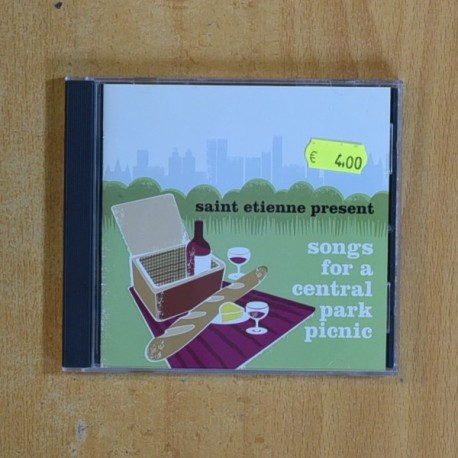 € 4.00
saint etienne present
songs
for a
central
park
picnic